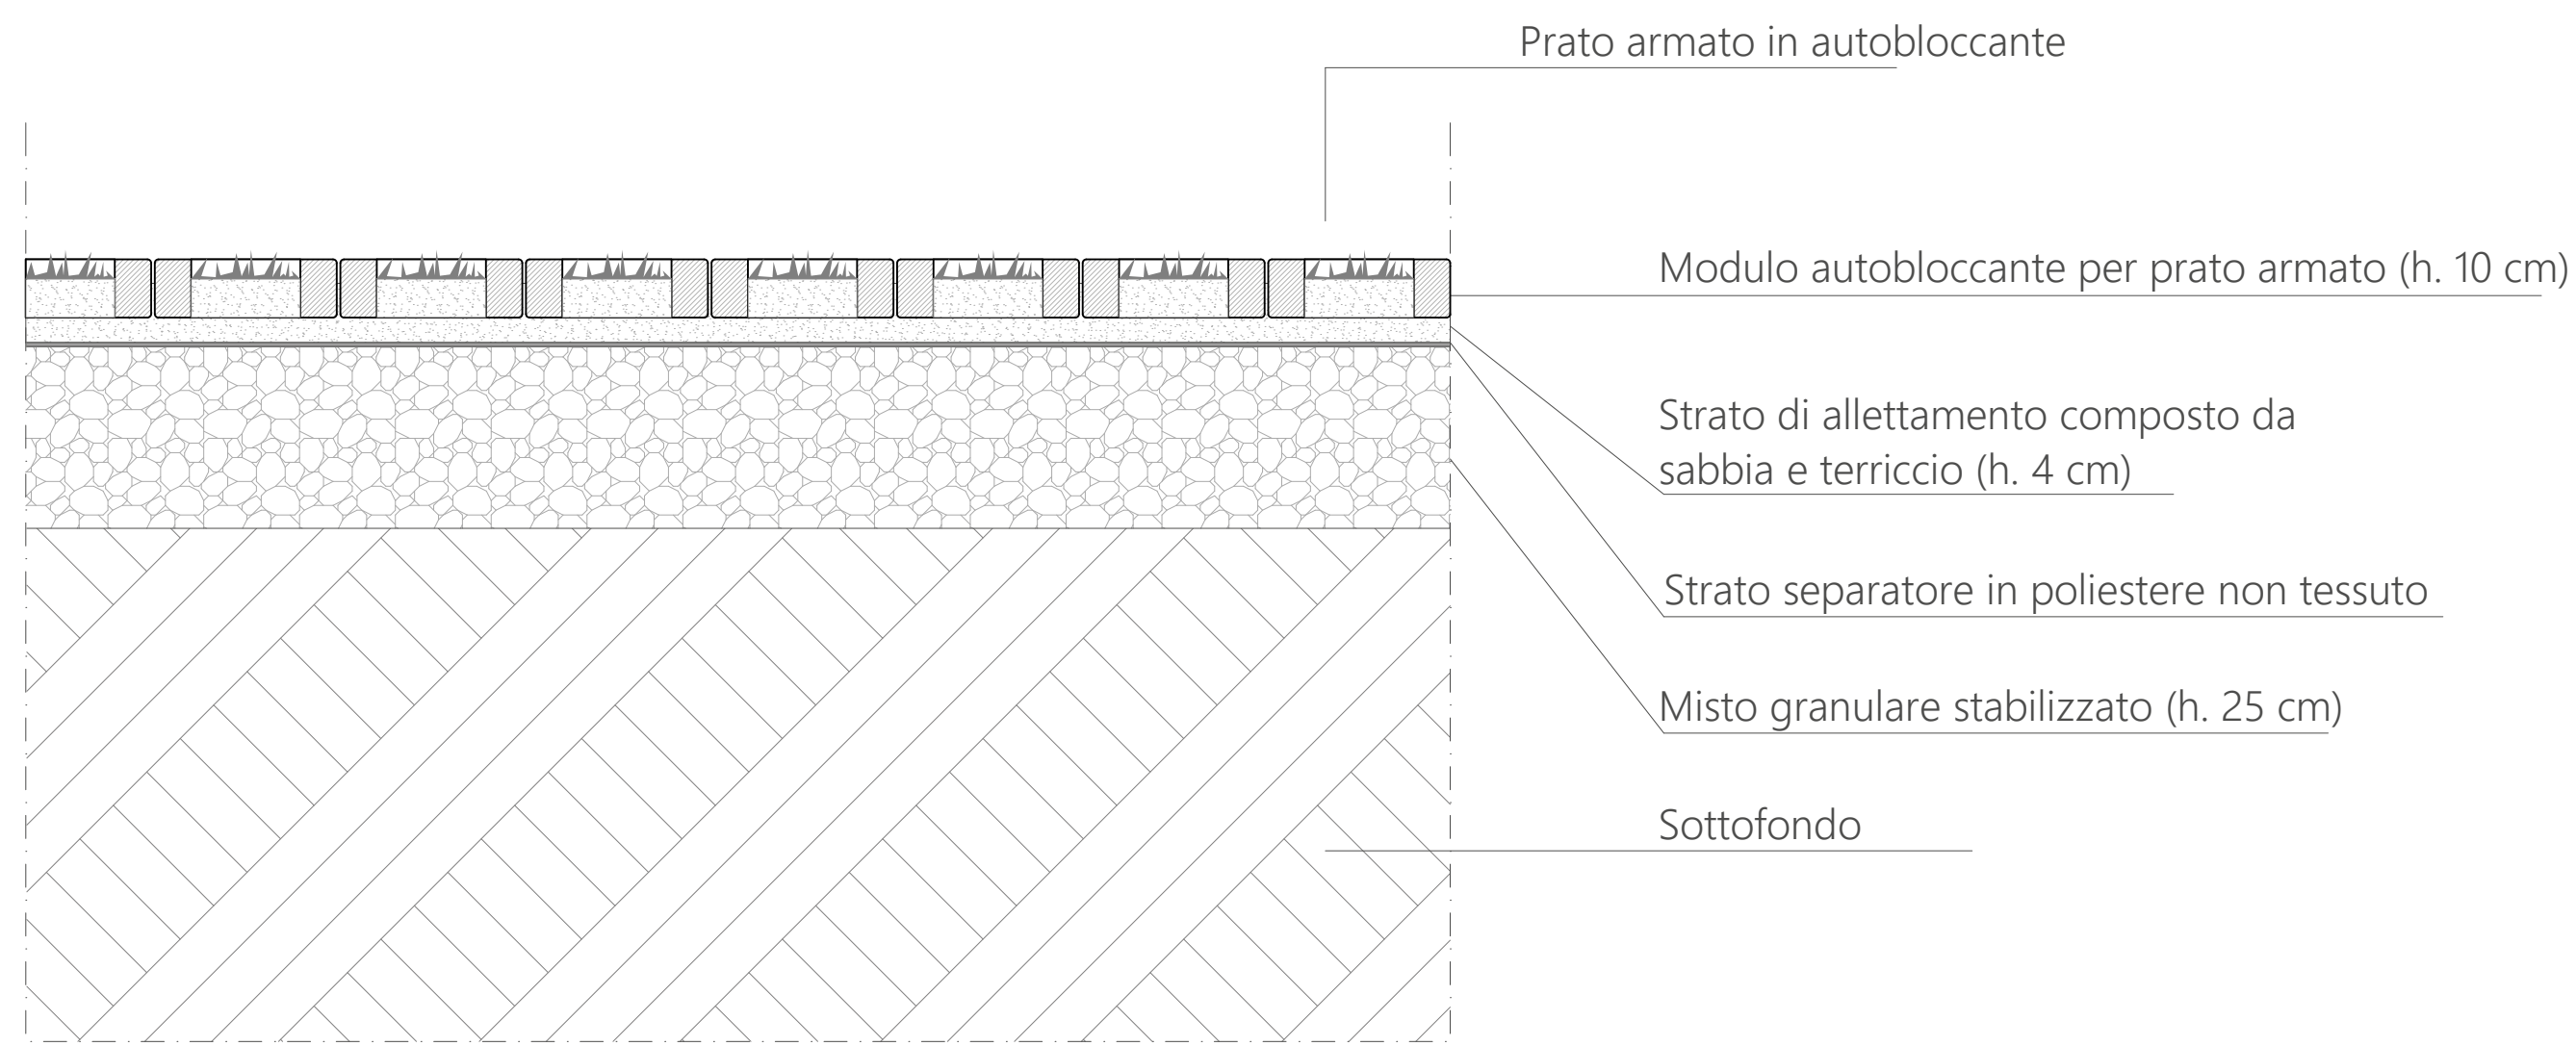 Prato armato in autobloccante
Modulo autobloccante per prato armato (h. 10 cm)
Strato di allettamento composto da
sabbia e terriccio (h. 4 cm)
Strato separatore in poliestere non tessuto
Misto granulare stabilizzato (h. 25 cm)
Sottofondo